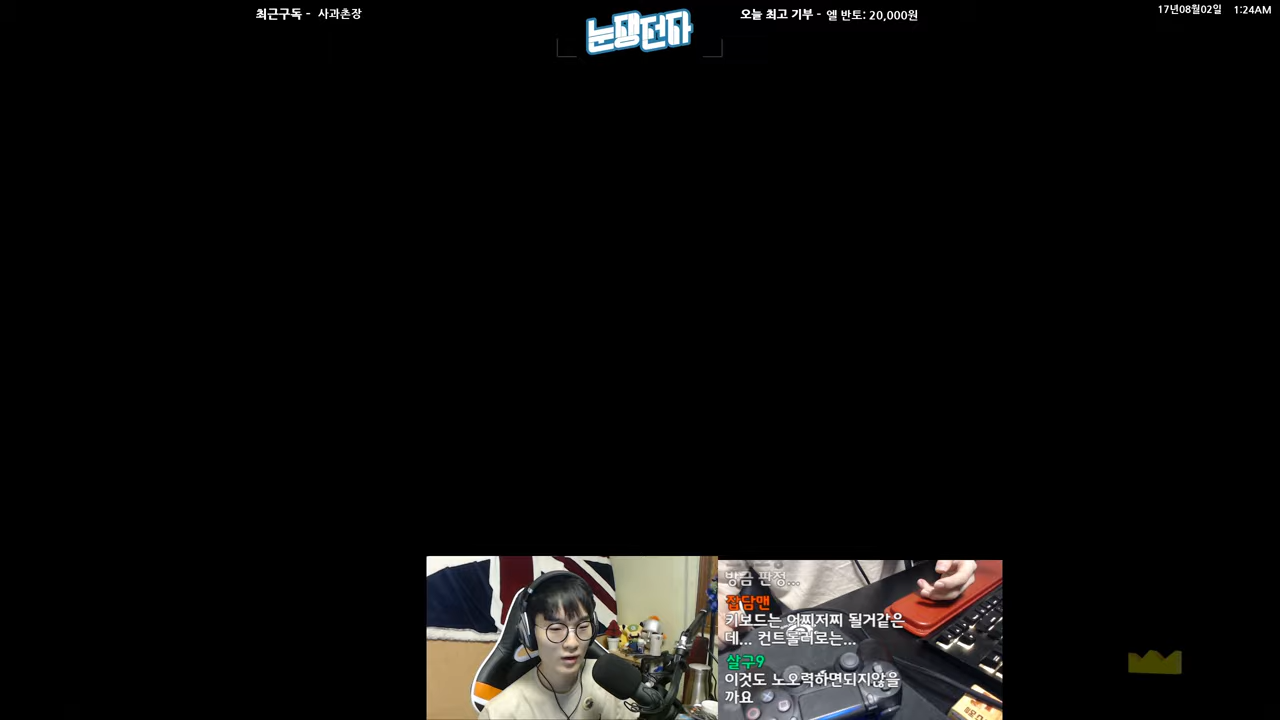 최근구독 - 사과촌장
눈쟁전자
오늘 최고 기부 - 엘 반토: 20,000원
17년08월02일 1:24AM
방금 판정...
잡담맨
키보드는 어찌저찌 될거같은
데... 컨트롤러로는...
살구9
이것도 노오력하면되지않을
까요